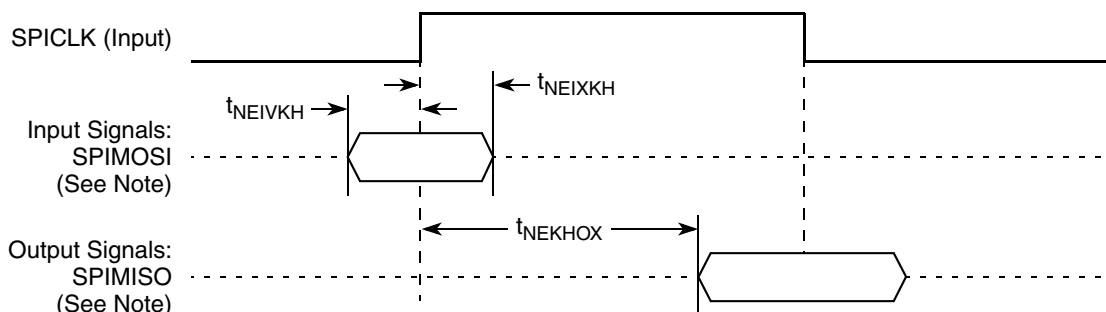 SPICLK (Input)
tNEIXKH
tNEIVKH
Input Signals:
SPIMOSI
(See Note)
tNEKHOX
Output Signals:
SPIMISO
(See Note)